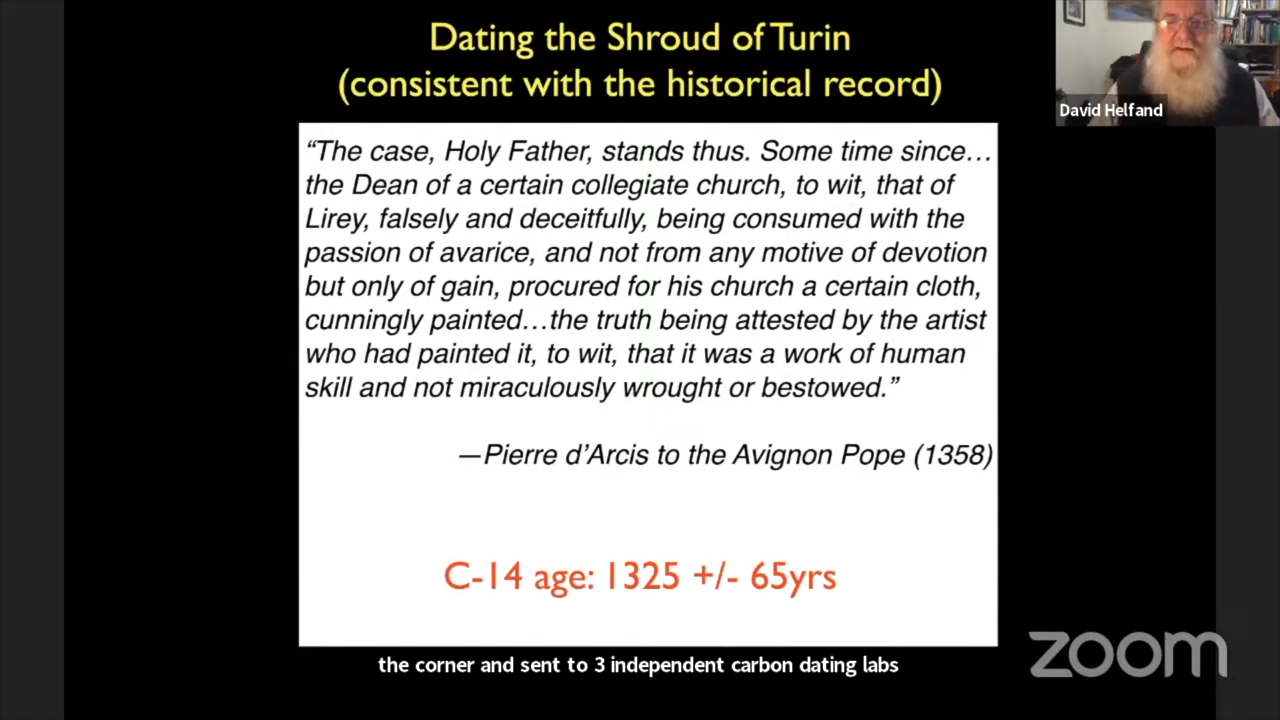 Dating the Shroud of Turin
(consistent with the historical record)
David Helfand
“The case, Holy Father, stands thus. Some time since…
the Dean of a certain collegiate church, to wit, that of
Lirey, falsely and deceitfully, being consumed with the
passion of avarice, and not from any motive of devotion
but only of gain, procured for his church a certain cloth,
cunningly painted…the truth being attested by the artist
who had painted it, to wit, that it was a work of human
skill and not miraculously wrought or bestowed.”
—Pierre d’Arcis to the Avignon Pope (1358)
C-14 age: 1325 +/- 65yrs
the corner and sent to 3 independent carbon dating labs
zoom